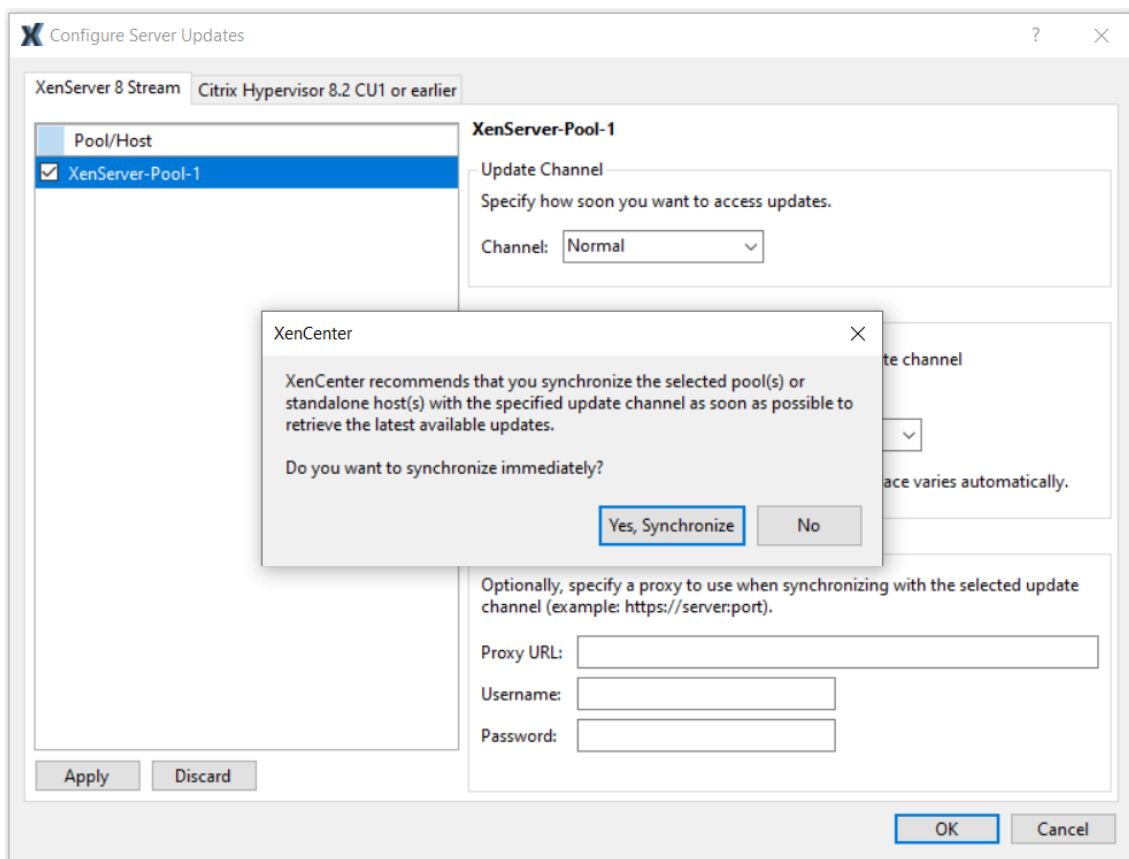 Configure Server Updates
?
XenServer 8 Stream
Citrix Hypervisor 8.2 CU1 or earlier
Pool/Host
XenServer-Pool-1
XenServer-Pool-1
Update Channel
Specify how soon you want to access updates.
Channel: Normal
te channel
ace varies automatically.
XenCenter
XenCenter recommends that you synchronize the selected pool(s) or
standalone host(s) with the specified update channel as soon as possible to
retrieve the latest available updates.
Do you want to synchronize immediately?
Yes, Synchronize
No
Optionally, specify a proxy to use when synchronizing with the selected update
channel (example: https://server:port).
Proxy URL:
Username:
Password:
Apply
Discard
OK
Cancel